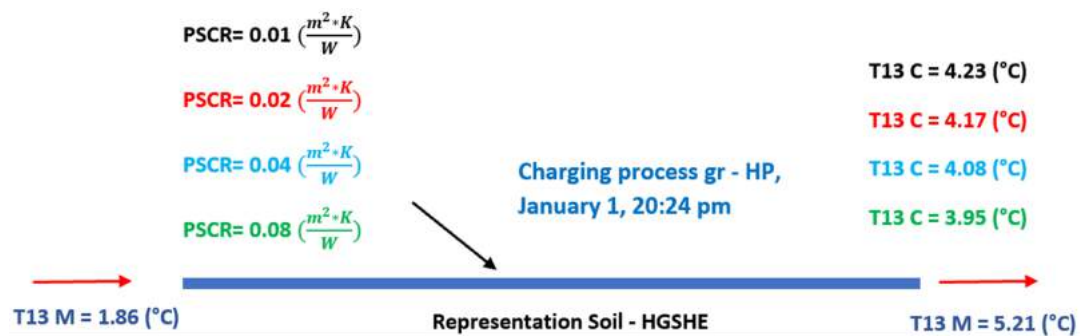 PSCR= 0.01 (m²*K/W)
T13 C = 4.23 (°C)
PSCR= 0.02 (m²*K/W)
T13 C = 4.17 (°C)
PSCR= 0.04 (m²*K/W)
T13 C = 4.08 (°C)
Charging process gr - HP,
January 1, 20:24 pm
PSCR= 0.08 (m²*K/W)
T13 C = 3.95 (°C)
T13 M = 1.86 (°C)
Representation Soil - HGSHE
T13 M = 5.21 (°C)